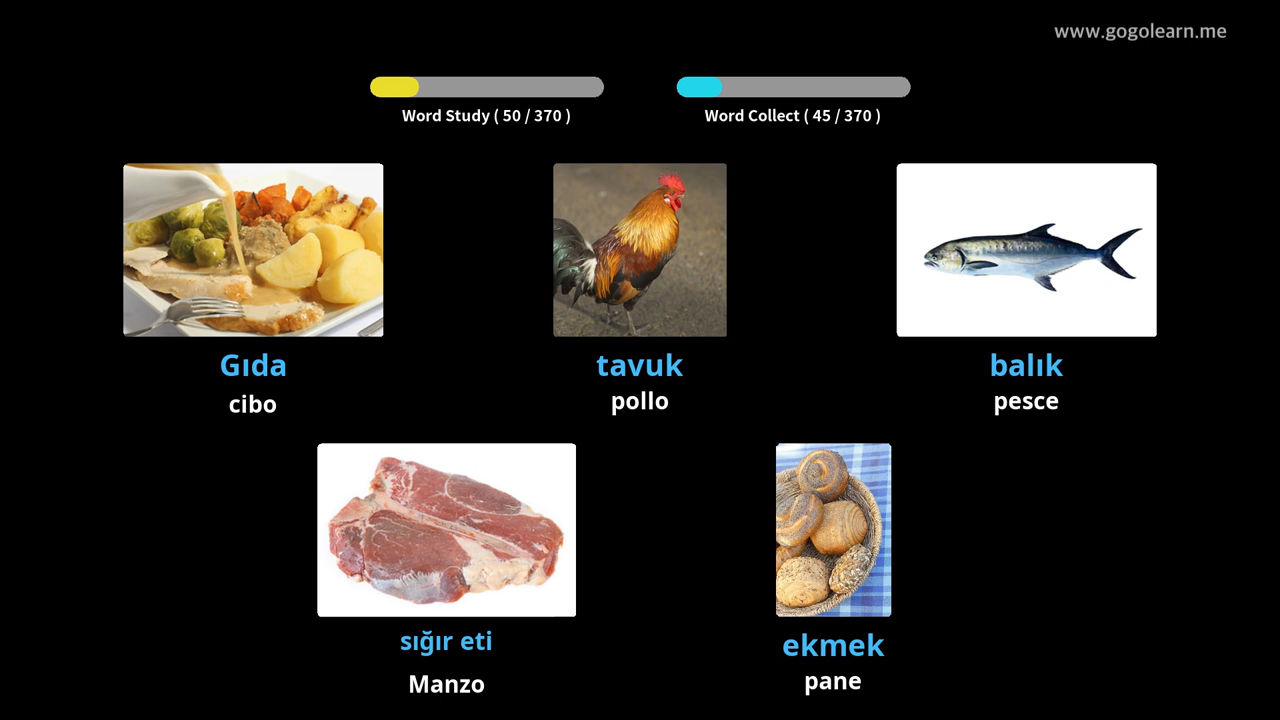 www.gogolearn.me
Word Study ( 50 / 370 )
Word Collect ( 45 / 370 )
Gıda
cibo
tavuk
pollo
balık
pesce
sığır eti
Manzo
ekmek
pane